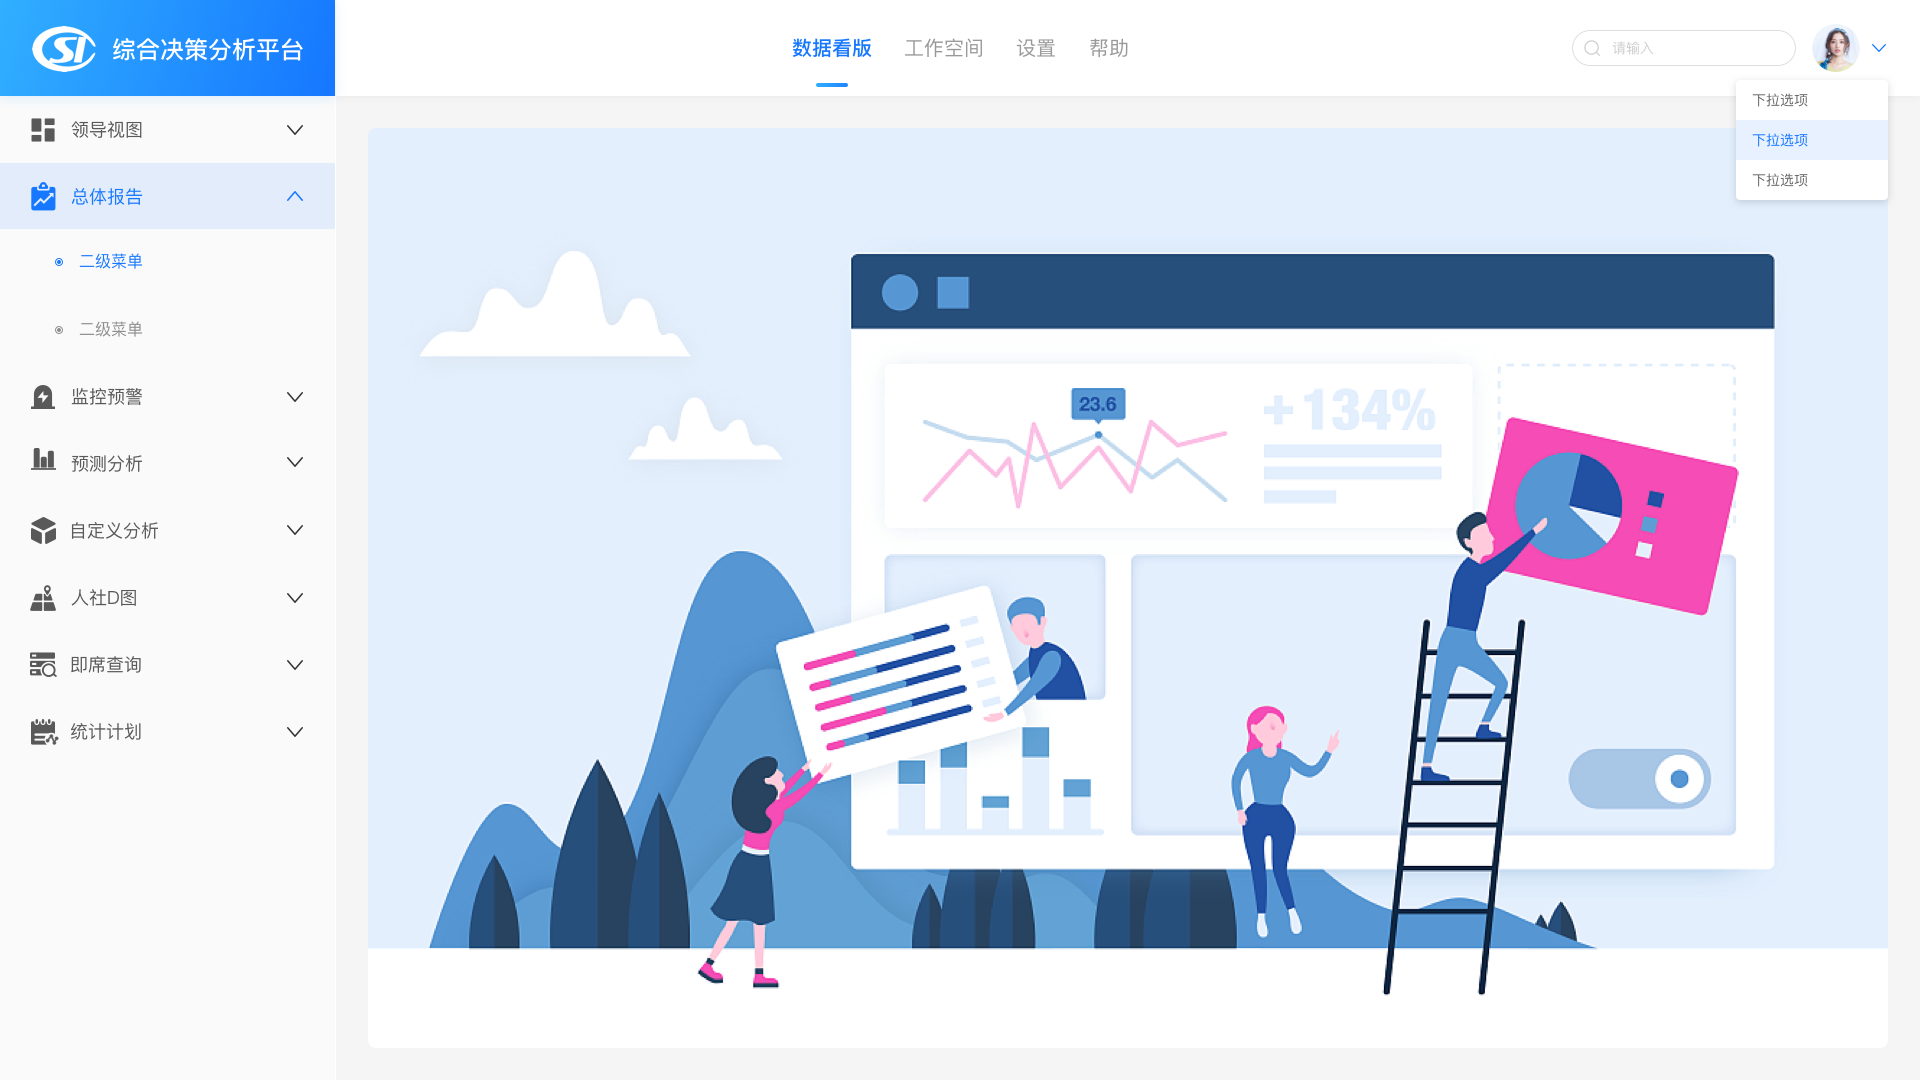 SI 综合决策分析平台
数据看版 工作空间 设置 帮助
请输入
下拉选项
下拉选项
下拉选项
领导视图
总体报告
二级菜单
二级菜单
监控预警
预测分析
自定义分析
人社D图
即席查询
统计计划
23.6
+134%